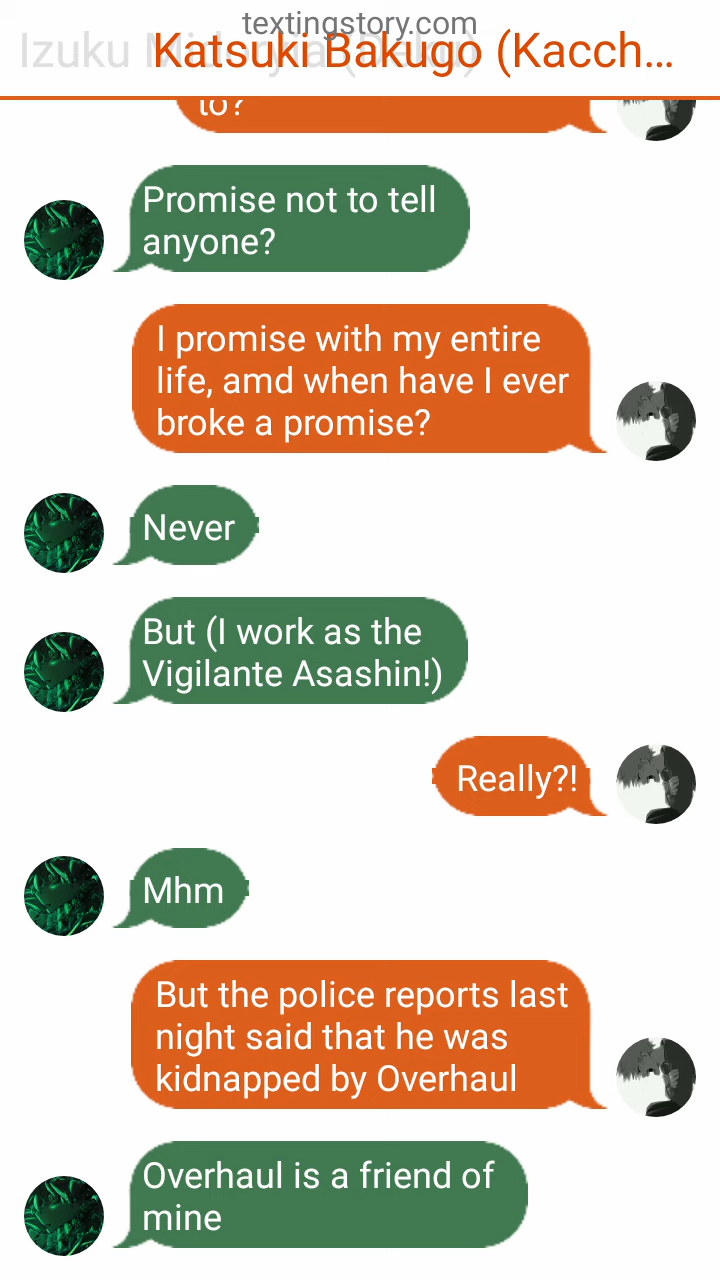 textingstory.com
Izuku Katsuki Bakugo (Kacch...
to?
Promise not to tell
anyone?
I promise with my entire
life, amd when have I ever
broke a promise?
Never
But (I work as the
Vigilante Asashin!)
Really?!
Mhm
But the police reports last
night said that he was
kidnapped by Overhaul
Overhaul is a friend of
mine